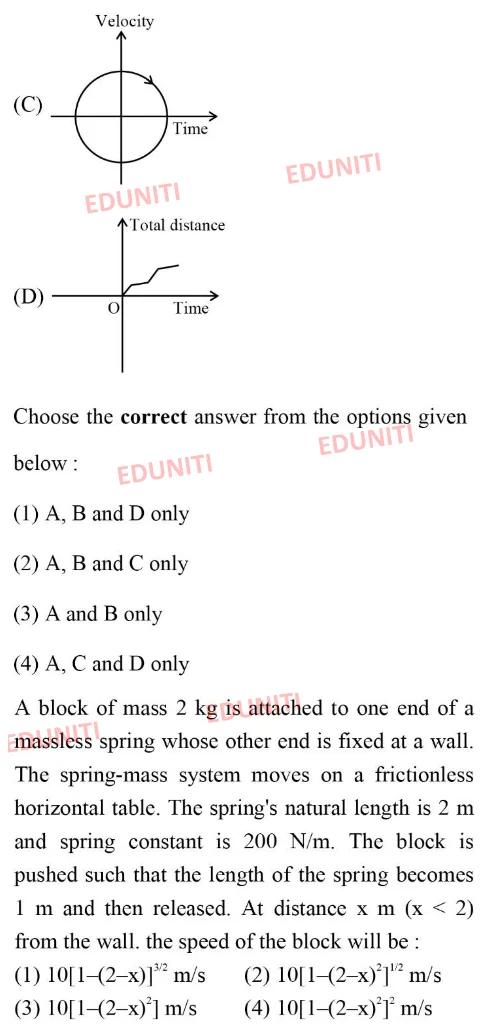 Velocity
(C)
Time
EDUNITI
EDUNITI
Total distance
(D)
O
Time
Choose the correct answer from the options given
EDUNITI
below :
EDUNITI
(1) A, B and D only
(2) A, B and C only
(3) A and B only
(4) A, C and D only
EDUNITI
A block of mass 2 kg is attached to one end of a
EDUNITI
massless spring whose other end is fixed at a wall.
The spring-mass system moves on a frictionless
horizontal table. The spring's natural length is 2 m
and spring constant is 200 N/m. The block is
pushed such that the length of the spring becomes
1 m and then released. At distance x m (x < 2)
from the wall. the speed of the block will be :
(1) 10[1–(2–x)]³ᐟ² m/s (2) 10[1–(2–x)²]¹ᐟ² m/s
(3) 10[1–(2–x)²] m/s (4) 10[1–(2–x)²]² m/s